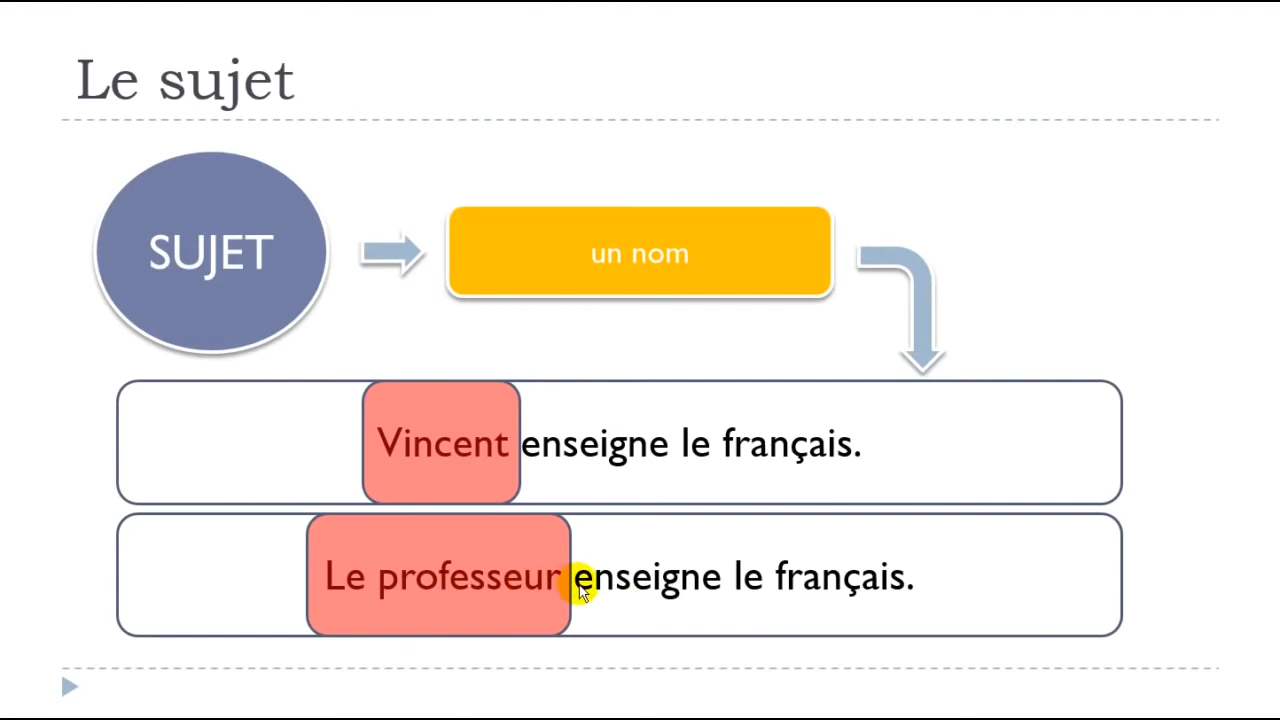 Le sujet
SUJET
un nom
Vincent enseigne le français.
Le professeur enseigne le français.